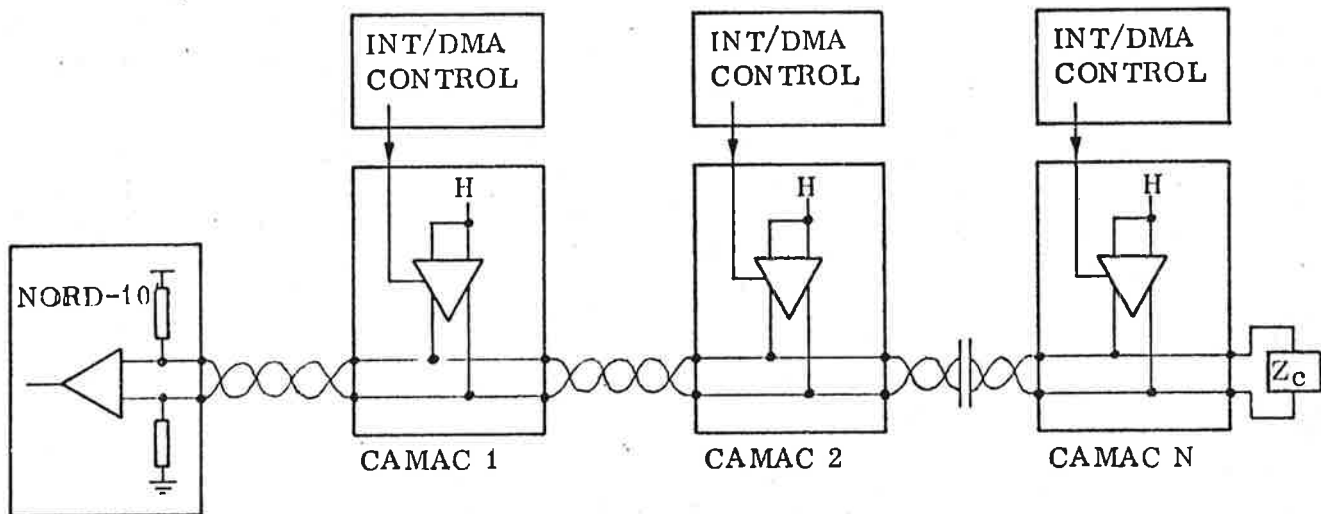 INT/DMA
CONTROL
INT/DMA
CONTROL
INT/DMA
CONTROL
H
H
H
NORD-10
Zc
CAMAC 1
CAMAC 2
CAMAC N